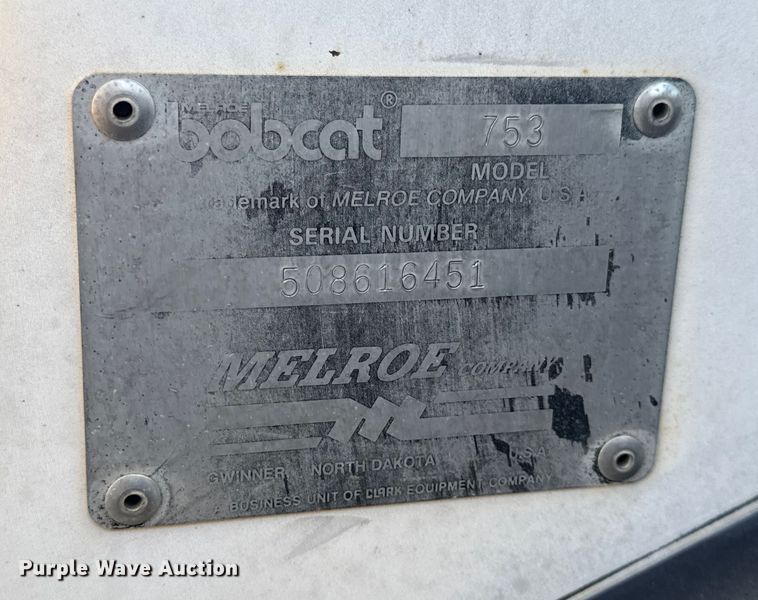 MELROE
bobcat® 753
MODEL
trademark of MELROE COMPANY, U.S.A.
SERIAL NUMBER
508616451
MELROE COMPANY
GWINNER, NORTH DAKOTA U.S.A.
A BUSINESS UNIT OF CLARK EQUIPMENT COMPANY
Purple Wave Auction